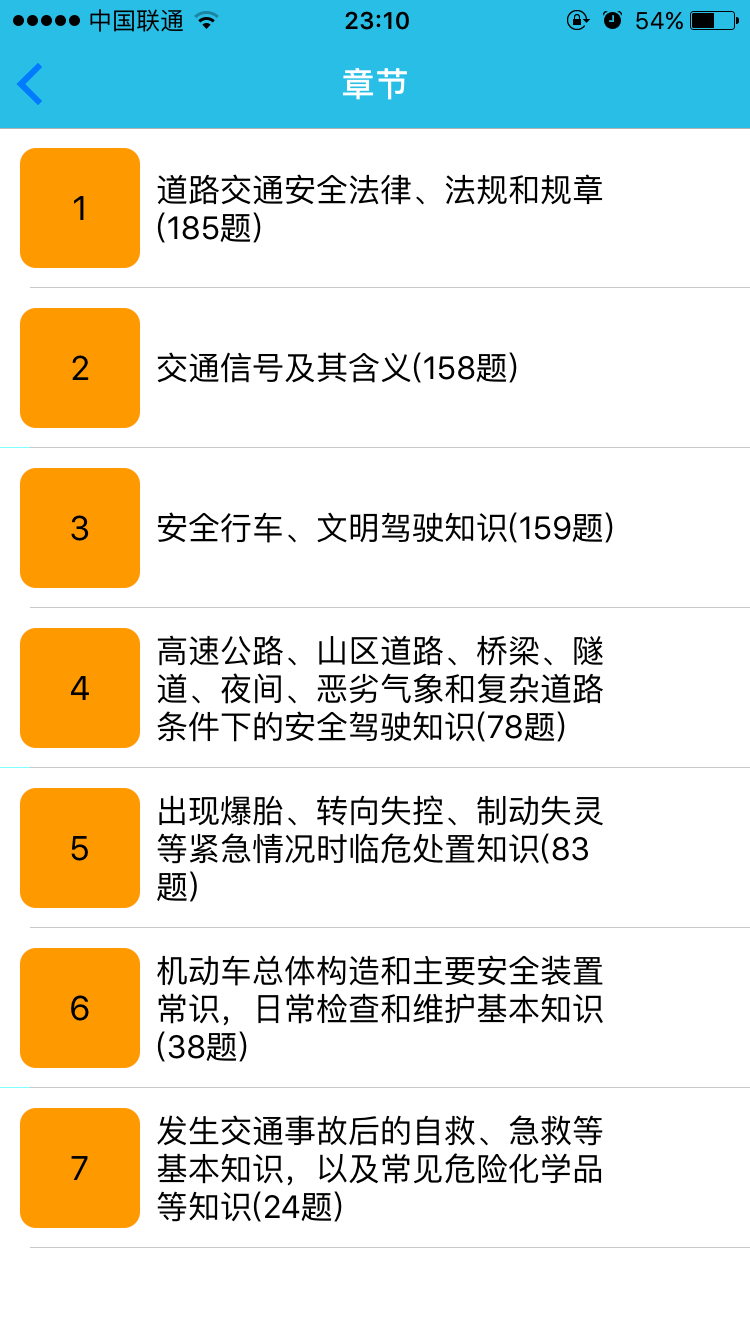 中国联通 23:10 54%
章节
1
道路交通安全法律、法规和规章
(185题)
2
交通信号及其含义(158题)
3
安全行车、文明驾驶知识(159题)
4
高速公路、山区道路、桥梁、隧
道、夜间、恶劣气象和复杂道路
条件下的安全驾驶知识(78题)
5
出现爆胎、转向失控、制动失灵
等紧急情况时临危处置知识(83
题)
6
机动车总体构造和主要安全装置
常识，日常检查和维护基本知识
(38题)
7
发生交通事故后的自救、急救等
基本知识，以及常见危险化学品
等知识(24题)